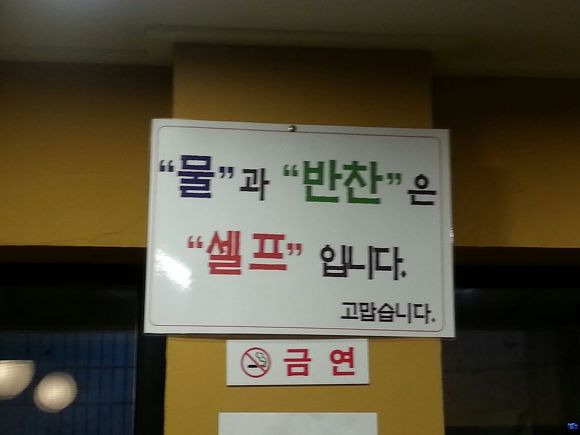 “물”과 “반찬”은
“셀프” 입니다.
고맙습니다.
금연